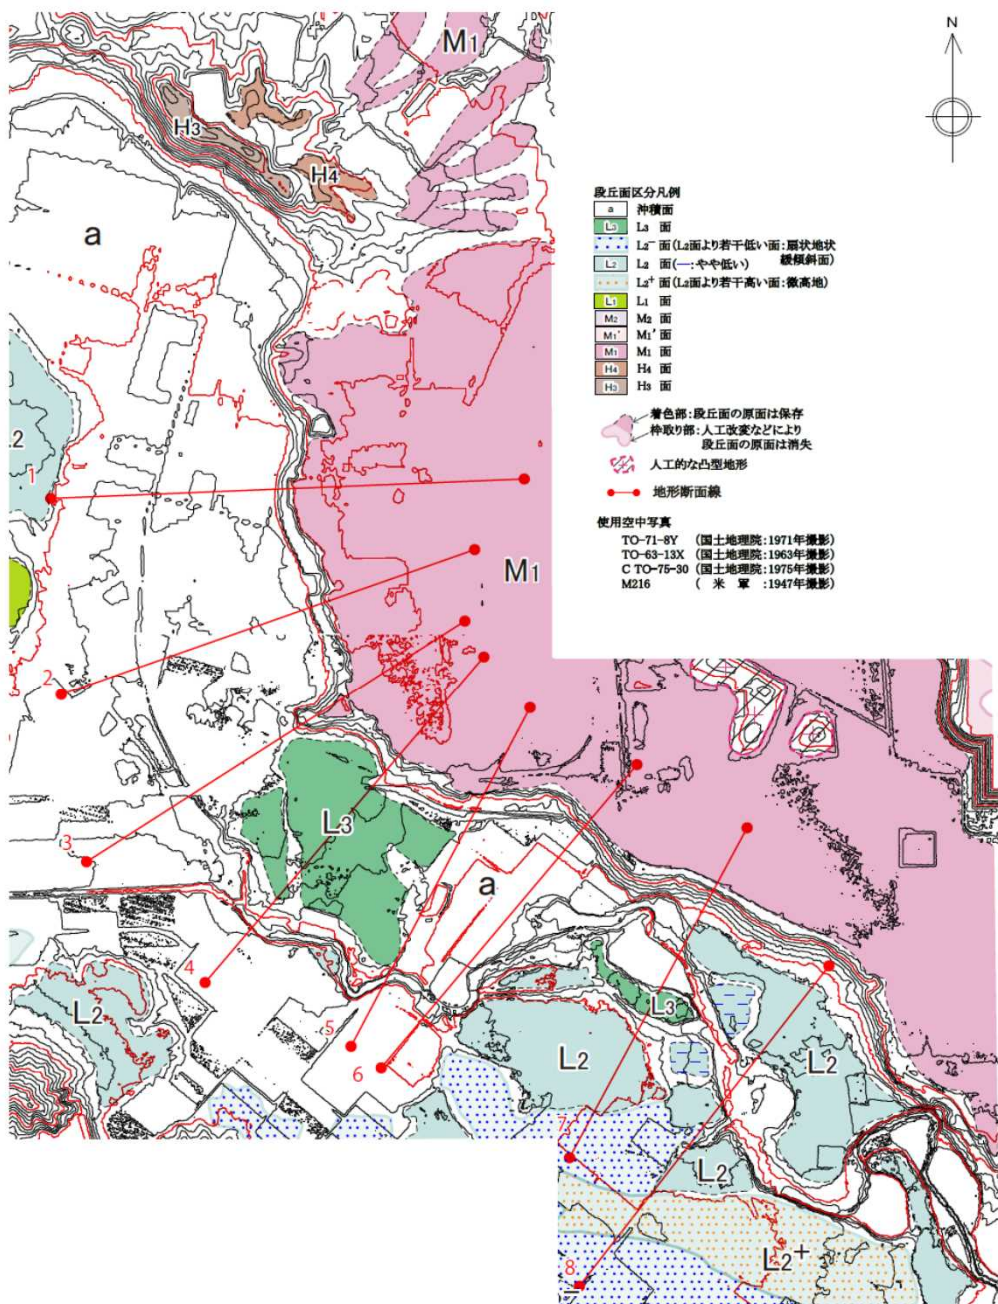 N
M1
H3
H4
a
段丘面区分凡例
a 沖積面
L3 L3 面
L2⁻ 面(L2面より若干低い面:扇状地状
緩傾斜面)
L2 L2 面(―:やや低い)
L2⁺ 面(L2面より若干高い面:微高地)
L1 L1 面
M2 M2 面
M1' M1' 面
M1 M1 面
H4 H4 面
H3 H3 面
着色部:段丘面の原面は保存
枠取り部:人工改変などにより
段丘面の原面は消失
人工的な凸型地形
地形断面線
使用空中写真
TO-71-8Y (国土地理院:1971年撮影)
TO-63-13X (国土地理院:1963年撮影)
C TO-75-30 (国土地理院:1975年撮影)
M216 ( 米 軍 :1947年撮影)
L2
1
M1
2
L3
3
a
4
L2
5
6
L3
L2
L2
7
L2
L2⁺
8